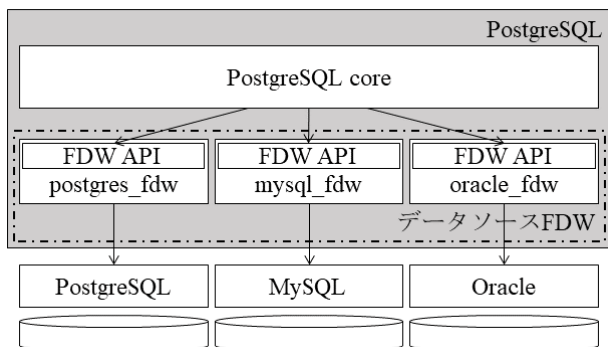 PostgreSQL
PostgreSQL core
FDW API
FDW API
FDW API
postgres_fdw
mysql_fdw
oracle_fdw
データソースFDW
PostgreSQL
MySQL
Oracle